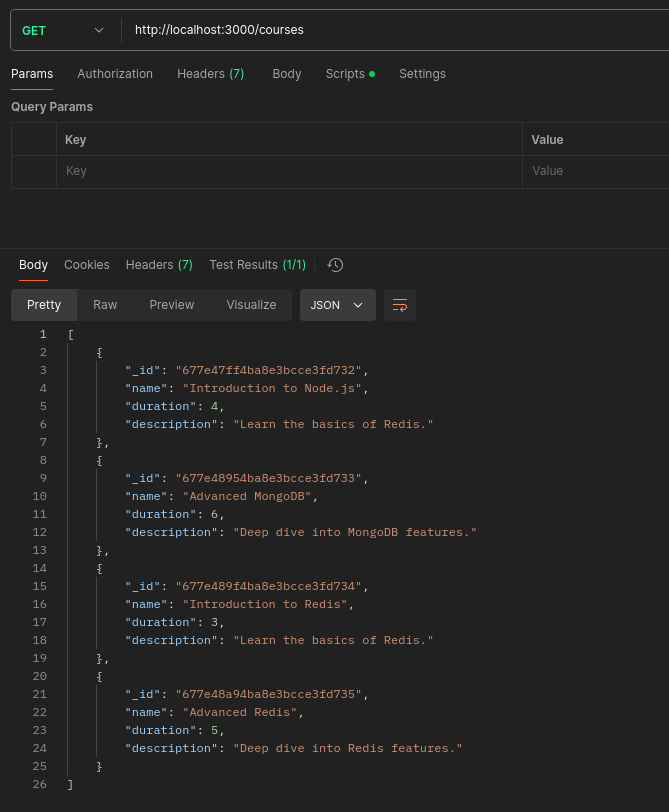 GET http://localhost:3000/courses
Params Authorization Headers (7) Body Scripts Settings
Query Params
Key Value
Key Value
Body Cookies Headers (7) Test Results (1/1)
Pretty Raw Preview Visualize JSON
1 [
2 {
3 "_id": "677e47ff4ba8e3bcce3fd732",
4 "name": "Introduction to Node.js",
5 "duration": 4,
6 "description": "Learn the basics of Redis."
7 },
8 {
9 "_id": "677e48954ba8e3bcce3fd733",
10 "name": "Advanced MongoDB",
11 "duration": 6,
12 "description": "Deep dive into MongoDB features."
13 },
14 {
15 "_id": "677e489f4ba8e3bcce3fd734",
16 "name": "Introduction to Redis",
17 "duration": 3,
18 "description": "Learn the basics of Redis."
19 },
20 {
21 "_id": "677e48a94ba8e3bcce3fd735",
22 "name": "Advanced Redis",
23 "duration": 5,
24 "description": "Deep dive into Redis features."
25 }
26 ]